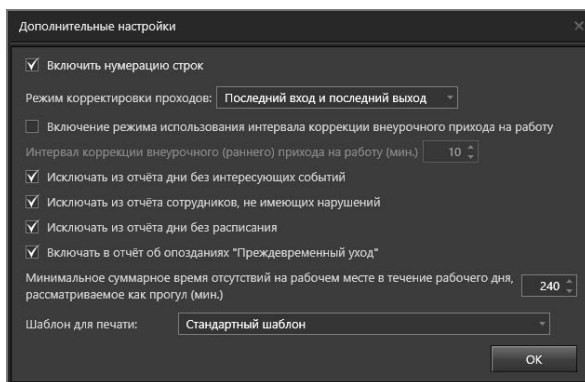 Дополнительные настройки
Включить нумерацию строк
Режим корректировки проходов: Последний вход и последний выход
Включение режима использования интервала коррекции внеурочного прихода на работу
Интервал коррекции внеурочного (раннего) прихода на работу (мин.) 10
Исключать из отчёта дни без интересующих событий
Исключать из отчёта сотрудников, не имеющих нарушений
Исключать из отчёта дни без расписания
Включать в отчёт об опозданиях "Преждевременный уход"
Минимальное суммарное время отсутствий на рабочем месте в течение рабочего дня,
рассматриваемое как прогул (мин.) 240
Шаблон для печати: Стандартный шаблон
ОК